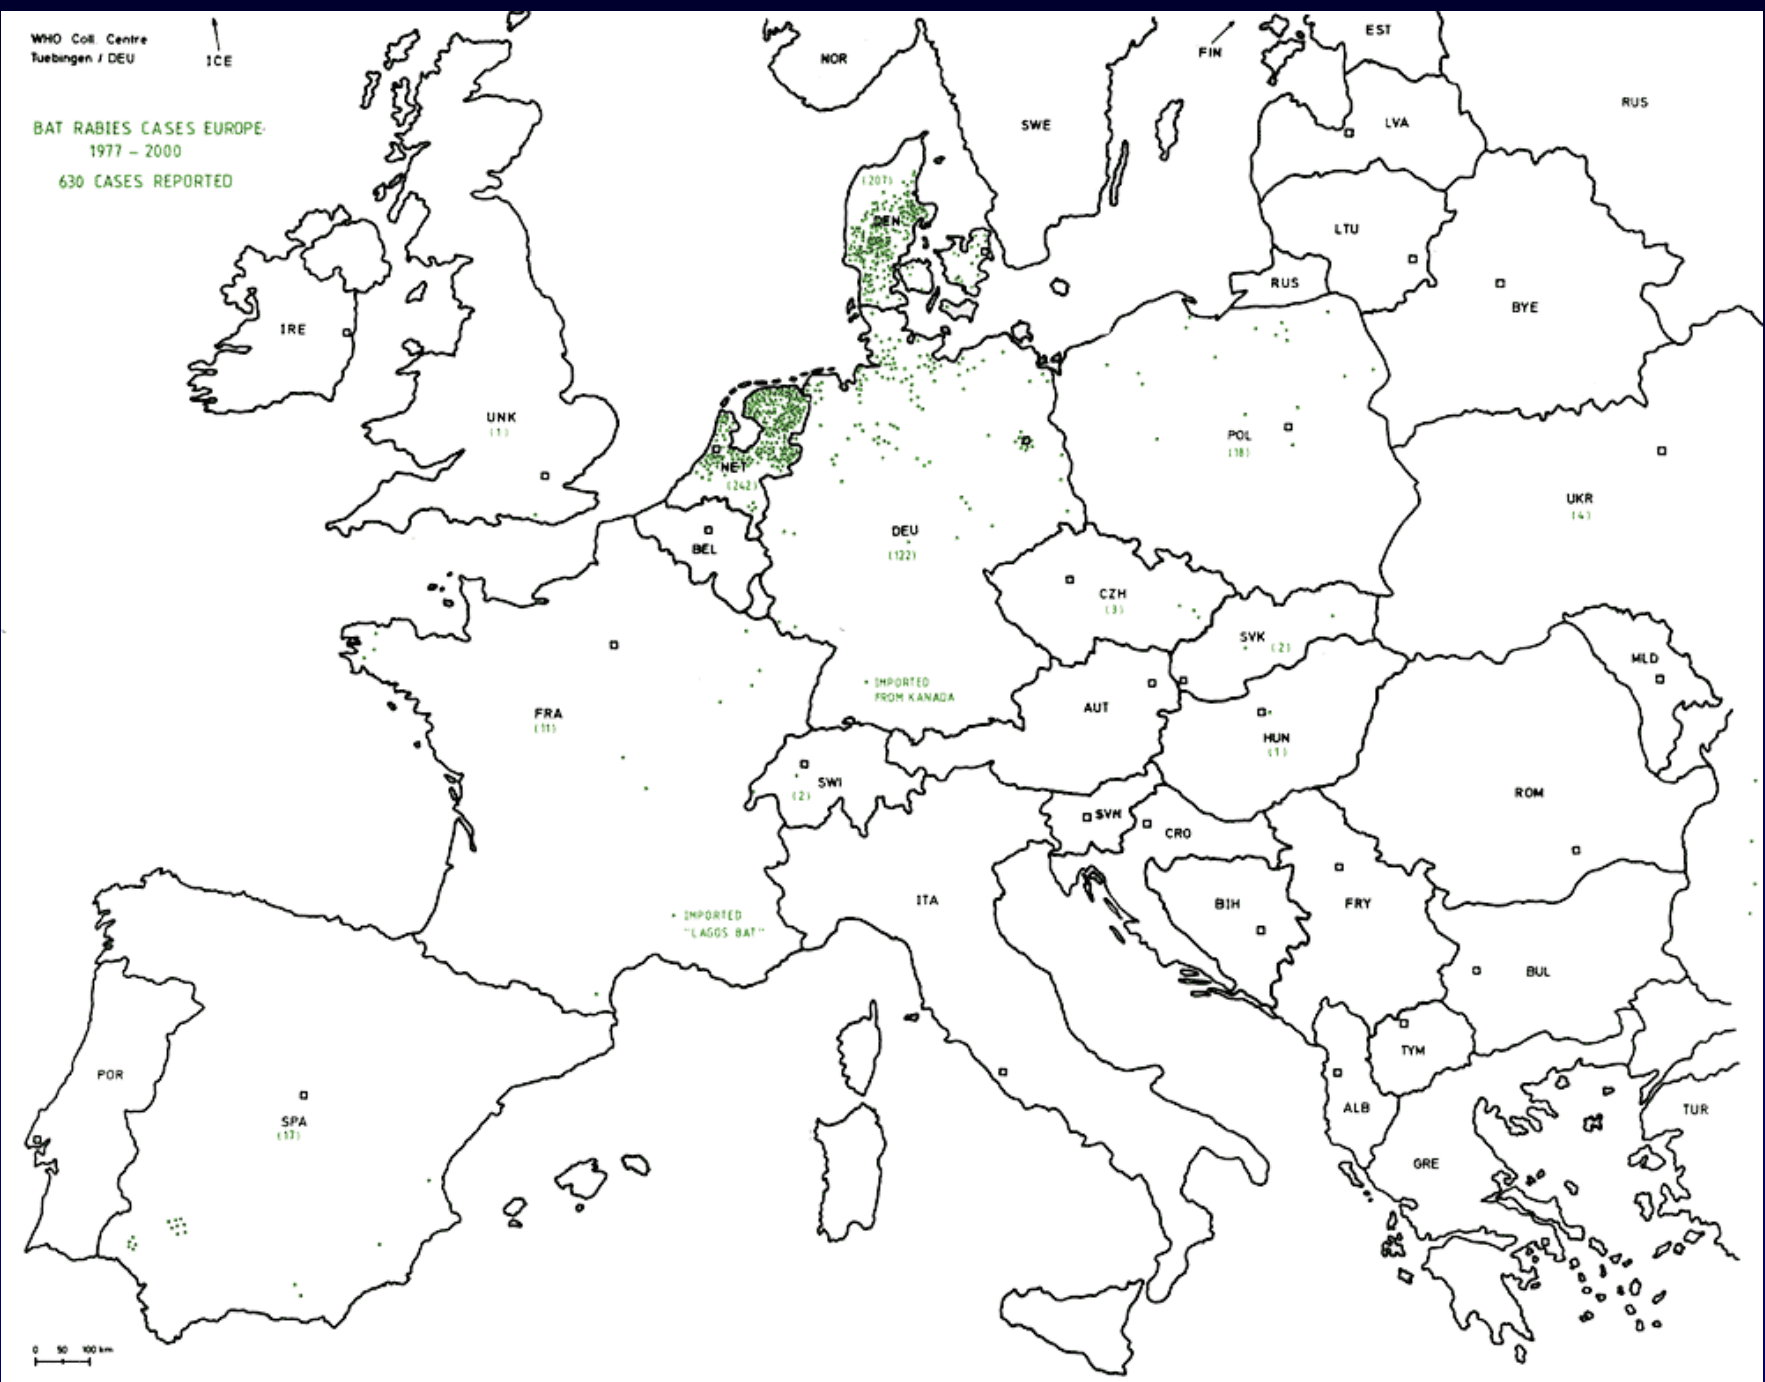 WHO Coll. Centre
Tuebingen / DEU
ICE
BAT RABIES CASES EUROPE
1977 – 2000
630 CASES REPORTED
NOR
SWE
FIN
EST
RUS
LVA
LTU
RUS
BYE
(207)
DEN
IRE
UNK
(1)
NET
(242)
BEL
DEU
(122)
POL
(18)
UKR
(4)
CZH
(3)
SVK (2)
MLD
IMPORTED
FROM KANADA
AUT
HUN
(1)
FRA
(11)
SWI
(2)
SVN
CRO
ROM
ITA
BIH
FRY
IMPORTED
"LAGOS BAT"
BUL
TYM
POR
SPA
(17)
ALB
TUR
GRE
0 50 100 km